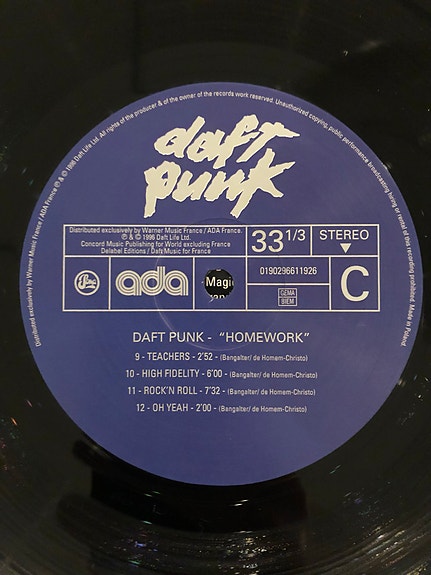 Distributed exclusively by Warner Music France / ADA France. ℗ & © 1996 Daft Life Ltd. All rights of the producer & of the owner of the records work reserved. Unauthorized copying, public performance broadcasting hiring or rental of this recording prohibited. Made in Poland.
daft
punk
Distributed exclusively by Warner Music France / ADA France.
℗ & © 1996 Daft Life Ltd.
Concord Music Publishing for World excluding France
Delabel Editions / Daft Music for France
33 1/3
STEREO
ada
Magic
0190296611926
GEMA
BIEM
C
DAFT PUNK - "HOMEWORK"
9 - TEACHERS - 2'52 - (Bangalter/ de Homem-Christo)
10 - HIGH FIDELITY - 6'00 - (Bangalter/ de Homem-Christo)
11 - ROCK'N ROLL - 7'32 - (Bangalter/ de Homem-Christo)
12 - OH YEAH - 2'00 - (Bangalter/ de Homem-Christo)